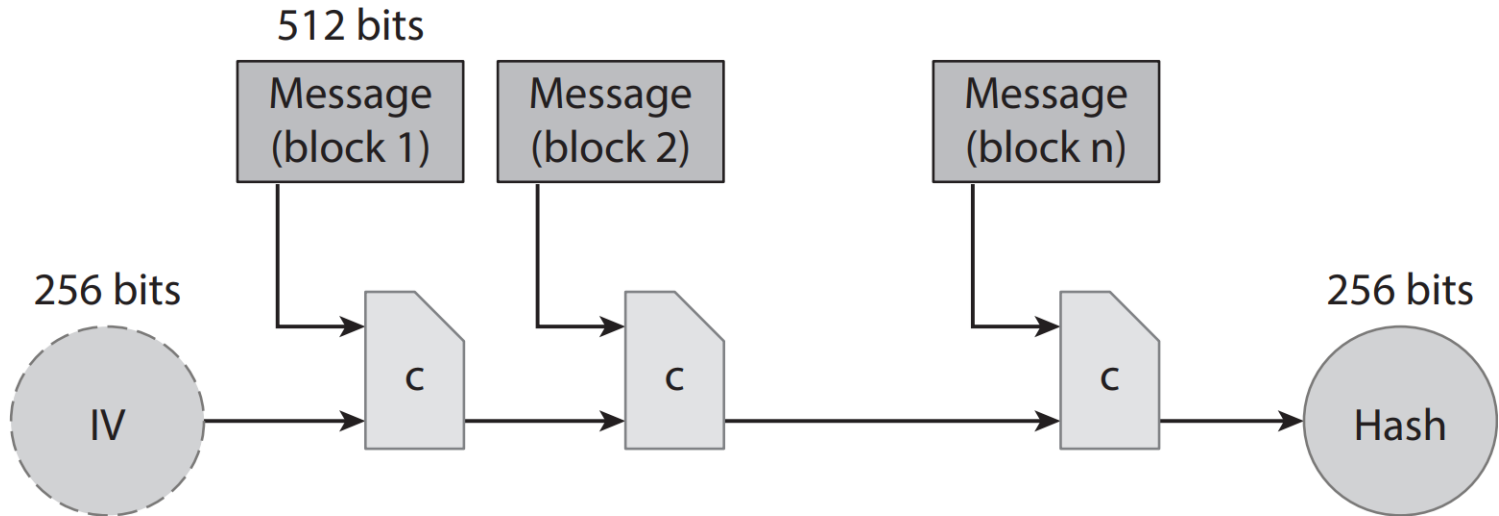 512 bits
Message
(block 1)
Message
(block 2)
Message
(block n)
256 bits
IV
c
c
c
256 bits
Hash